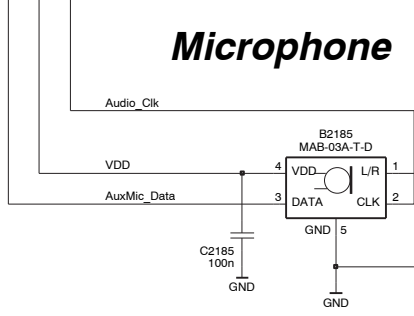 Microphone
Audio_Clk
B2185
MAB-03A-T-D
VDD
4 VDD L/R 1
AuxMic_Data
3 DATA CLK 2
GND 5
C2185
100n
GND
GND